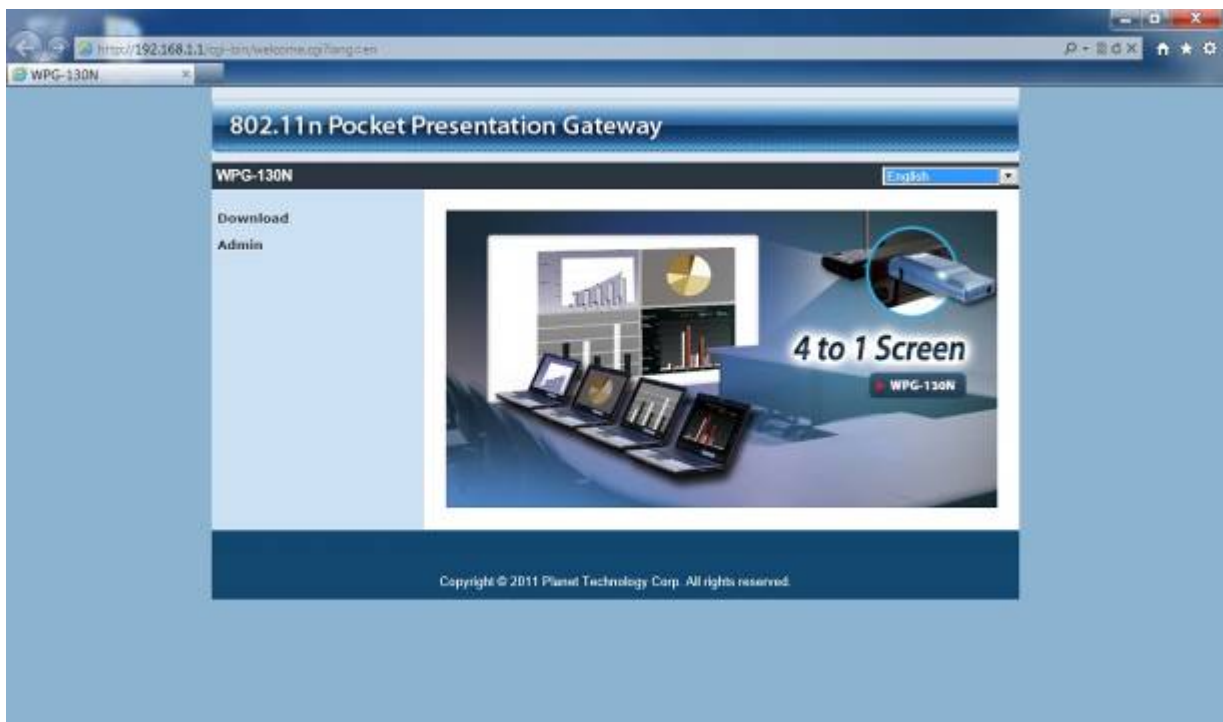 http://192.168.1.1/cgi-bin/welcome.cgi?lang=en
WPG-130N
802.11n Pocket Presentation Gateway
WPG-130N
English
Download
Admin
4 to 1 Screen
WPG-130N
Copyright © 2011 Planet Technology Corp. All rights reserved.